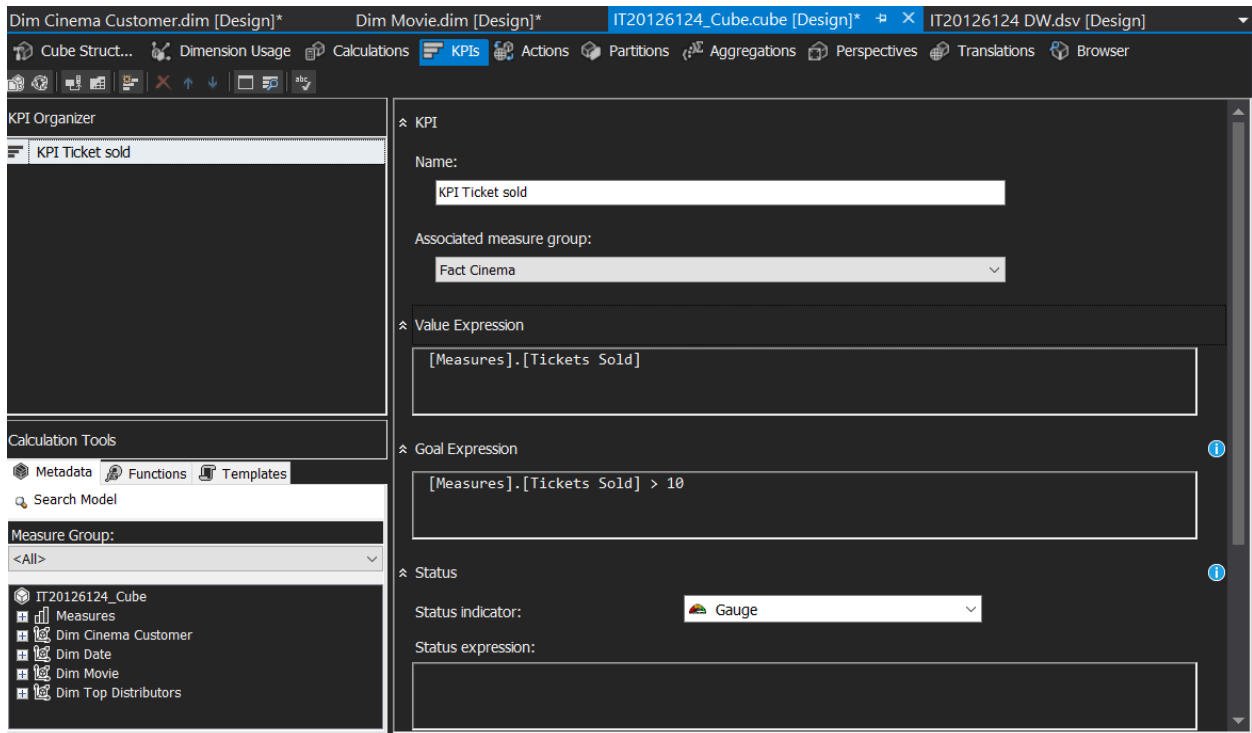 Dim Cinema Customer.dim [Design]* Dim Movie.dim [Design]* IT20126124_Cube.cube [Design]* IT20126124 DW.dsv [Design]
Cube Struct... Dimension Usage Calculations KPIs Actions Partitions Aggregations Perspectives Translations Browser
KPI Organizer
KPI Ticket sold
Calculation Tools
Metadata Functions Templates
Search Model
Measure Group:
<All>
IT20126124_Cube
Measures
Dim Cinema Customer
Dim Date
Dim Movie
Dim Top Distributors
KPI
Name:
KPI Ticket sold
Associated measure group:
Fact Cinema
Value Expression
[Measures].[Tickets Sold]
Goal Expression
[Measures].[Tickets Sold] > 10
Status
Status indicator: Gauge
Status expression: